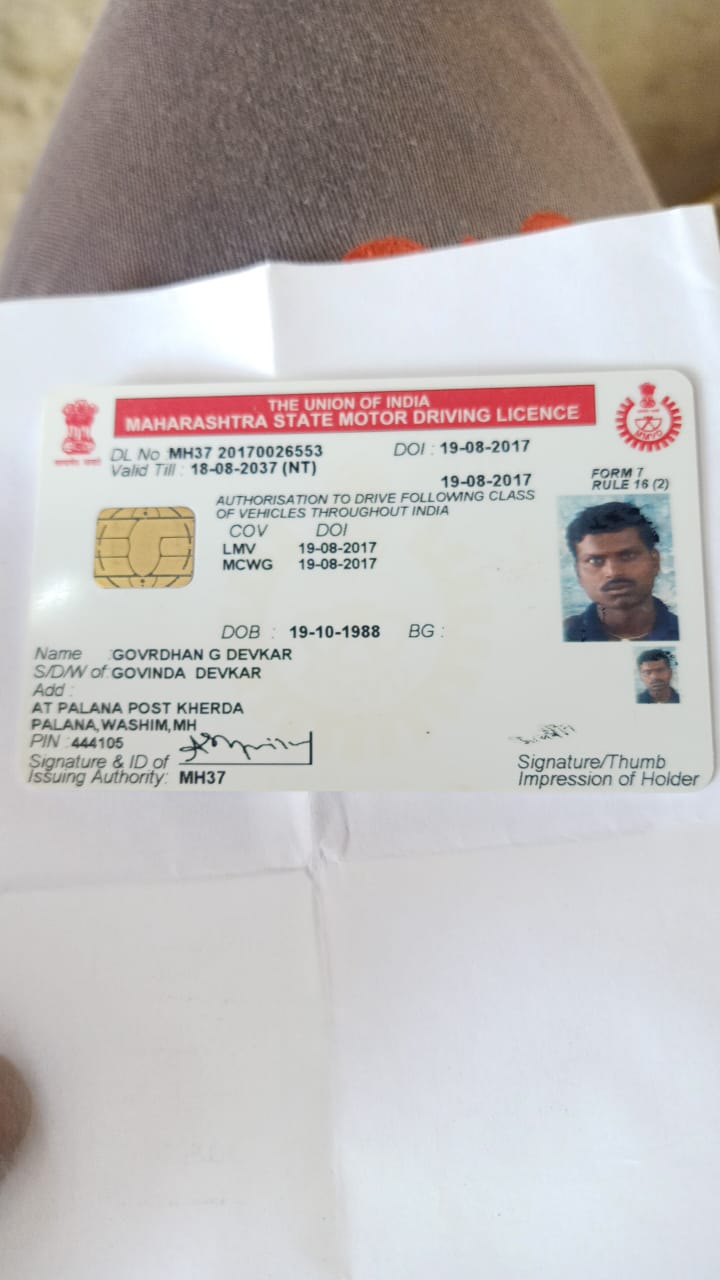 THE UNION OF INDIA
MAHARASHTRA STATE MOTOR DRIVING LICENCE
DL No : MH37 20170026553 DOI : 19-08-2017
Valid Till : 18-08-2037 (NT)
19-08-2017
FORM 7
RULE 16 (2)
AUTHORISATION TO DRIVE FOLLOWING CLASS
OF VEHICLES THROUGHOUT INDIA
COV DOI
LMV 19-08-2017
MCWG 19-08-2017
DOB : 19-10-1988 BG :
Name : GOVRDHAN G DEVKAR
S/D/W of: GOVINDA DEVKAR
Add :
AT PALANA POST KHERDA
PALANA,WASHIM,MH
PIN : 444105
Signature & ID of
Issuing Authority: MH37
Signature/Thumb
Impression of Holder